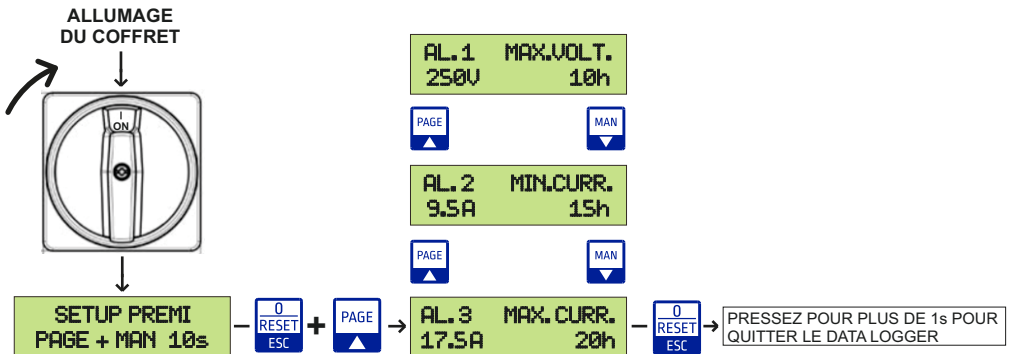 ALLUMAGE
DU COFFRET
I
ON
SETUP PREMI
PAGE + MAN 10s
0
RESET
ESC
+
PAGE
AL.1 MAX.VOLT.
250V 10h
PAGE
MAN
AL.2 MIN.CURR.
9.5A 15h
PAGE
MAN
AL.3 MAX.CURR.
17.5A 20h
0
RESET
ESC
PRESSEZ POUR PLUS DE 1s POUR
QUITTER LE DATA LOGGER